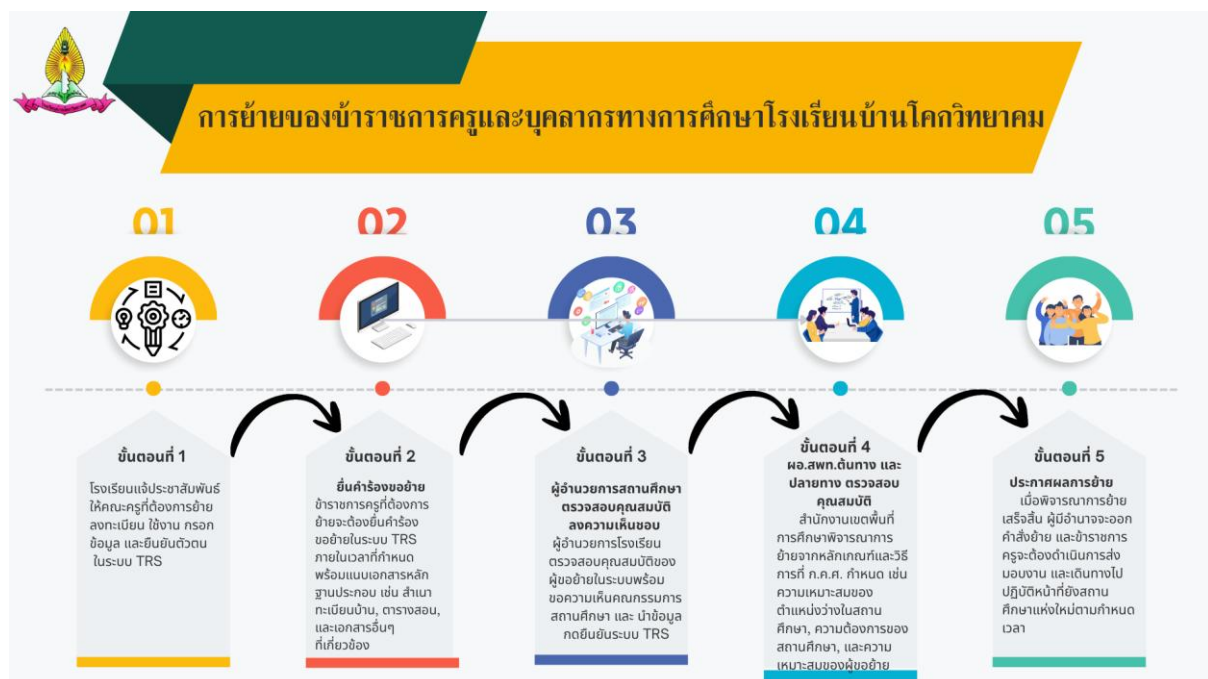 การย้ายของข้าราชการครูและบุคลากรทางการศึกษาโรงเรียนบ้านโคกวิทยาคม
01
02
03
04
05
ขั้นตอนที่ 1
โรงเรียนแจ้ประชาสัมพันธ์
ให้คณะครูที่ต้องการย้าย
ลงทะเบียน ใช้งาน กรอก
ข้อมูล และยืนยันตัวตน
ในระบบ TRS
ขั้นตอนที่ 2
ยื่นคำร้องขอย้าย
ข้าราชการครูที่ต้องการ
ย้ายจะต้องยื่นคำร้อง
ขอย้ายในระบบ TRS
ภายในเวลาที่กำหนด
พร้อมแนบเอกสารหลัก
ฐานประกอบ เช่น สำเนา
ทะเบียนบ้าน, ตารางสอน,
และเอกสารอื่นๆ
ที่เกี่ยวข้อง
ขั้นตอนที่ 3
ผู้อำนวยการสถานศึกษา
ตรวจสอบคุณสมบัติ
ลงความเห็นชอบ
ผู้อำนวยการโรงเรียน
ตรวจสอบคุณสมบัติของ
ผู้ขอย้ายในระบบพร้อม
ขอความเห็นคณกรรมการ
สถานศึกษา และ นำข้อมูล
กดยืนยันระบบ TRS
ขั้นตอนที่ 4
ผอ.สพท.ต้นทาง และ
ปลายทาง ตรวจสอบ
คุณสมบัติ
สำนักงานเขตพื้นที่
การศึกษาพิจารณาการ
ย้ายจากหลักเกณฑ์และวิธี
การที่ ก.ค.ศ. กำหนด เช่น
ความเหมาะสมของ
ตำแหน่งว่างในสถาน
ศึกษา, ความต้องการของ
สถานศึกษา, และความ
เหมาะสมของผู้ขอย้าย
ขั้นตอนที่ 5
ประกาศผลการย้าย
เมื่อพิจารณาการย้าย
เสร็จสิ้น ผู้มีอำนาจจะออก
คำสั่งย้าย และข้าราชการ
ครูจะต้องดำเนินการส่ง
มอบงาน และเดินทางไป
ปฏิบัติหน้าที่ยังสถาน
ศึกษาแห่งใหม่ตามกำหนด
เวลา